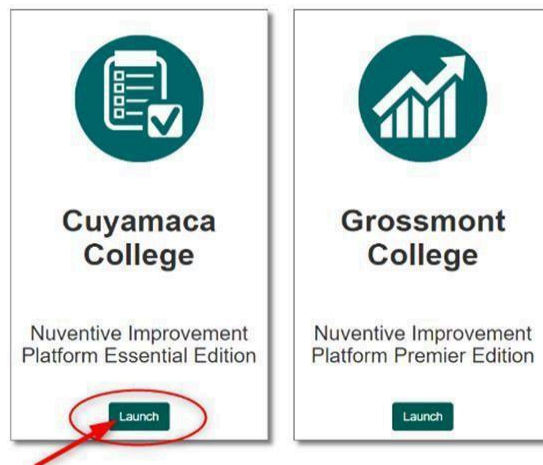 Cuyamaca
College
Nuventive Improvement
Platform Essential Edition
Launch
Grossmont
College
Nuventive Improvement
Platform Premier Edition
Launch